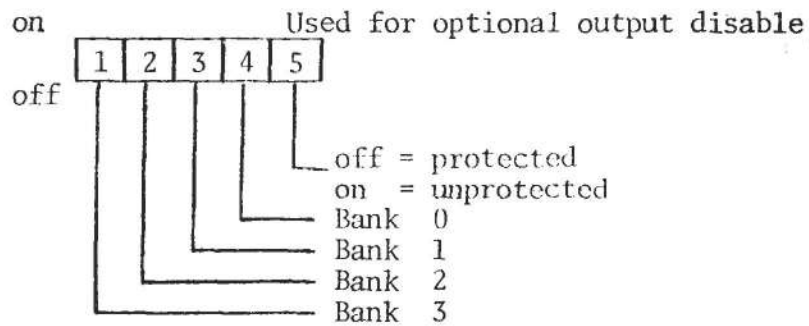 on Used for optional output disable
1 2 3 4 5
off
off = protected
on = unprotected
Bank 0
Bank 1
Bank 2
Bank 3